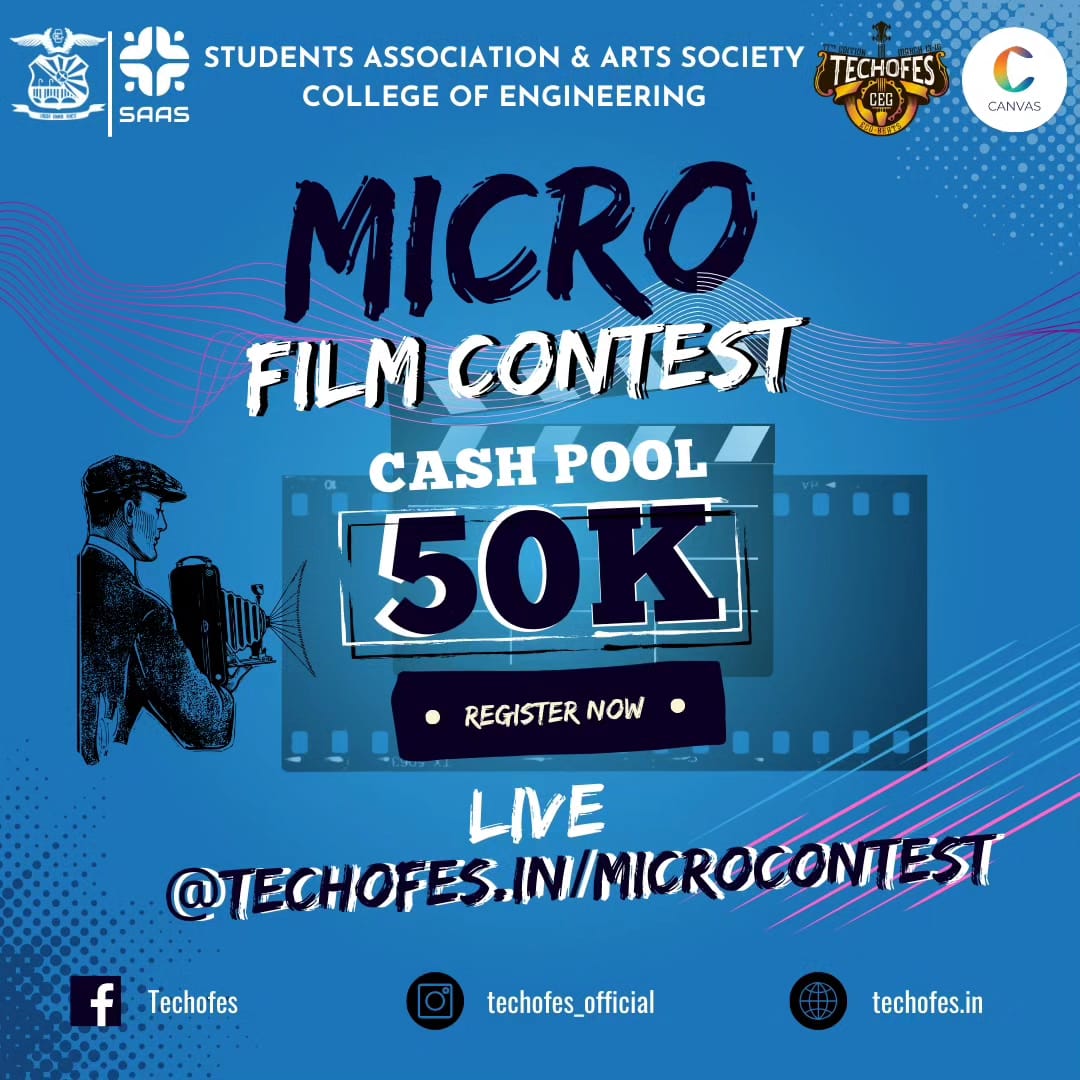 SAAS
STUDENTS ASSOCIATION & ARTS SOCIETY
COLLEGE OF ENGINEERING
TECHOFES
CEG
CANVAS
MICRO
FILM CONTEST
CASH POOL
50K
• REGISTER NOW •
LIVE
@TECHOFES.IN/MICROCONTEST
Techofes
techofes_official
techofes.in